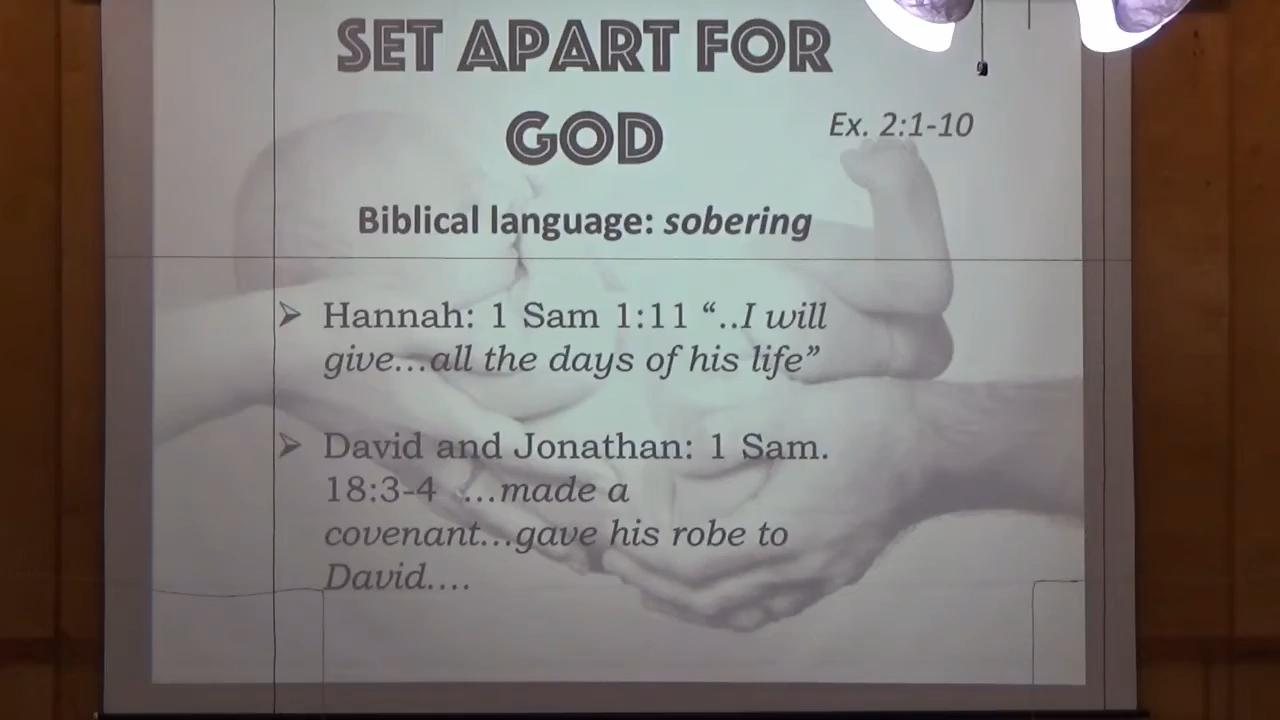 SET APART FOR
GOD
Ex. 2:1-10
Biblical language: sobering
➢ Hannah: 1 Sam 1:11 “..I will
give...all the days of his life”
➢ David and Jonathan: 1 Sam.
18:3-4 ...made a
covenant...gave his robe to
David....